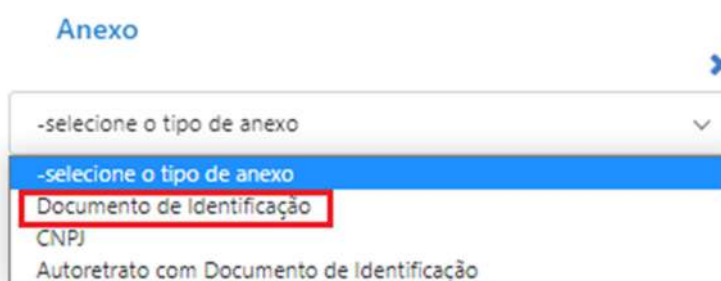 Anexo
-selecione o tipo de anexo
-selecione o tipo de anexo
Documento de Identificação
CNPJ
Autoretrato com Documento de Identificação